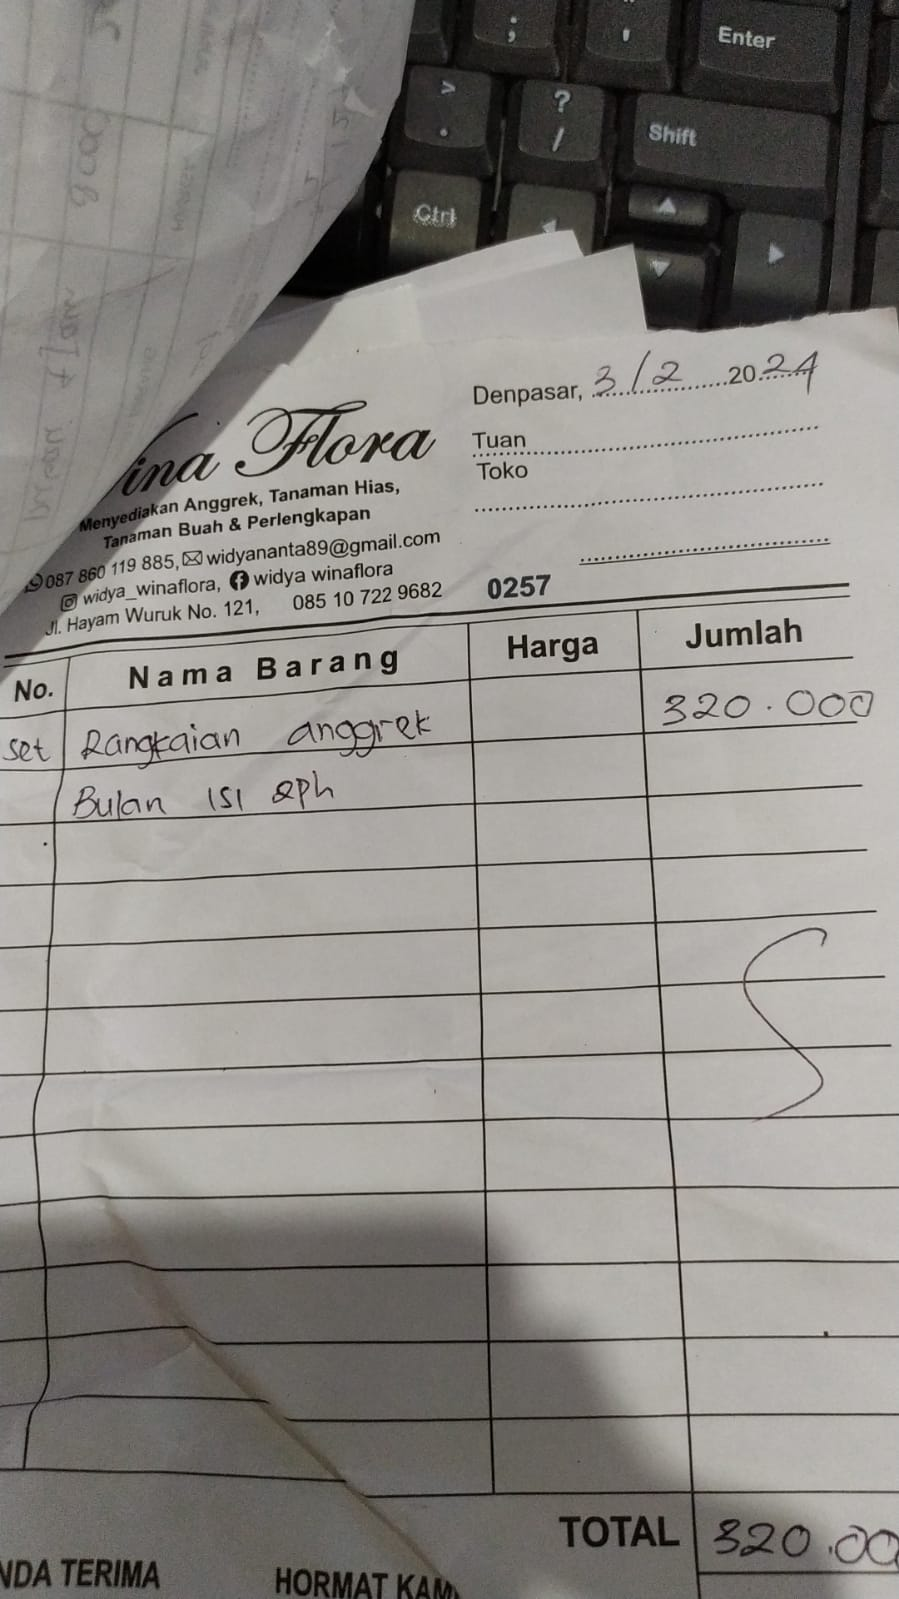 ;
'
Enter
>
.
?
/
Shift
Ctrl
8000
Denpasar, 3/2 2024
Tuan
Toko
ina Flora
Menyediakan Anggrek, Tanaman Hias,
Tanaman Buah & Perlengkapan
087 860 119 885, widyananta89@gmail.com
widya_winaflora, widya winaflora
Jl. Hayam Wuruk No. 121, 085 10 722 9682
0257
No. Nama Barang Harga Jumlah
set Rangkaian anggrek 320.000
Bulan isi 2ph
TOTAL 320.00
NDA TERIMA HORMAT KAM